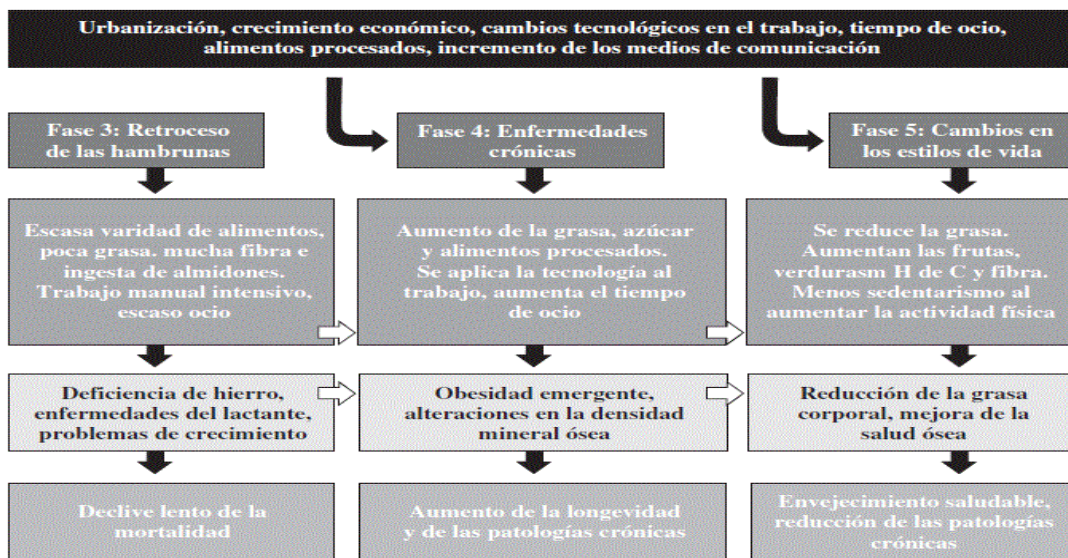 Urbanización, crecimiento económico, cambios tecnológicos en el trabajo, tiempo de ocio,
alimentos procesados, incremento de los medios de comunicación
Fase 3: Retroceso
de las hambrunas
Fase 4: Enfermedades
crónicas
Fase 5: Cambios en
los estilos de vida
Escasa varidad de alimentos,
poca grasa. mucha fibra e
ingesta de almidones.
Trabajo manual intensivo,
escaso ocio
Aumento de la grasa, azúcar
y alimentos procesados.
Se aplica la tecnología al
trabajo, aumenta el tiempo
de ocio
Se reduce la grasa.
Aumentan las frutas,
verdurasm H de C y fibra.
Menos sedentarismo al
aumentar la actividad física
Deficiencia de hierro,
enfermedades del lactante,
problemas de crecimiento
Obesidad emergente,
alteraciones en la densidad
mineral ósea
Reducción de la grasa
corporal, mejora de la
salud ósea
Declive lento de la
mortalidad
Aumento de la longevidad
y de las patologías crónicas
Envejecimiento saludable,
reducción de las patologías
crónicas